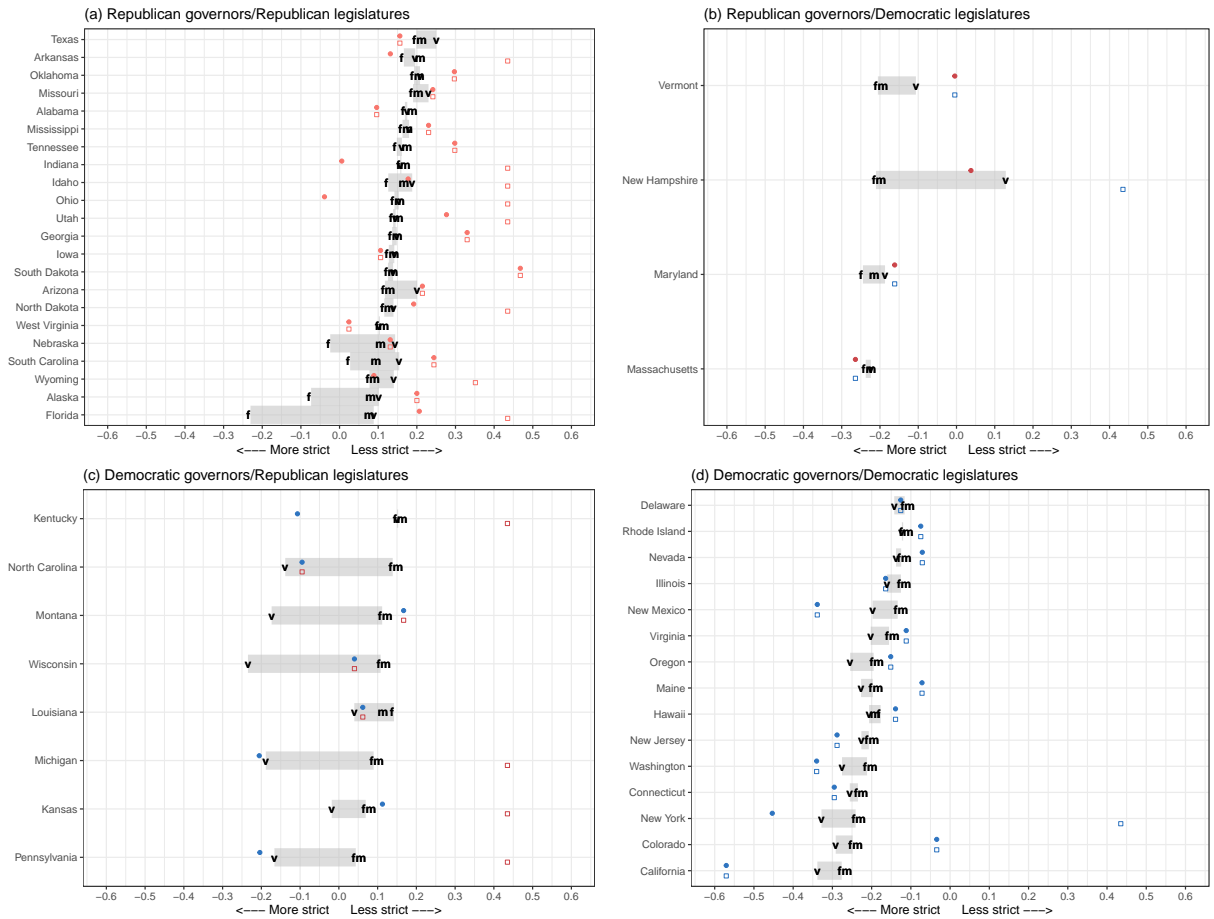 (a) Republican governors/Republican legislatures
Texas f m v
Arkansas f v m
Oklahoma f m v
Missouri f m v
Alabama f v m
Mississippi f m v
Tennessee f v m
Indiana f v m
Idaho f m v
Ohio f m v
Utah f m v
Georgia f m v
Iowa f m v
South Dakota f m v
Arizona f m v
North Dakota f m v
West Virginia f v m
Nebraska f m v
South Carolina f m v
Wyoming f m v
Alaska f m v
Florida f m v
−0.6 −0.5 −0.4 −0.3 −0.2 −0.1 0.0 0.1 0.2 0.3 0.4 0.5 0.6
<−−− More strict Less strict −−−>
(b) Republican governors/Democratic legislatures
Vermont f m v
New Hampshire f m v
Maryland f m v
Massachusetts f m v
−0.6 −0.5 −0.4 −0.3 −0.2 −0.1 0.0 0.1 0.2 0.3 0.4 0.5 0.6
<−−− More strict Less strict −−−>
(c) Democratic governors/Republican legislatures
Kentucky f v m
North Carolina v f m
Montana v f m
Wisconsin v f m
Louisiana v m f
Michigan v f m
Kansas v f m
Pennsylvania v f m
−0.6 −0.5 −0.4 −0.3 −0.2 −0.1 0.0 0.1 0.2 0.3 0.4 0.5 0.6
<−−− More strict Less strict −−−>
(d) Democratic governors/Democratic legislatures
Delaware v f m
Rhode Island v f m
Nevada v f m
Illinois v f m
New Mexico v f m
Virginia v f m
Oregon v f m
Maine v f m
Hawaii v m f
New Jersey v f m
Washington v f m
Connecticut v f m
New York v f m
Colorado v f m
California v f m
−0.6 −0.5 −0.4 −0.3 −0.2 −0.1 0.0 0.1 0.2 0.3 0.4 0.5 0.6
<−−− More strict Less strict −−−>